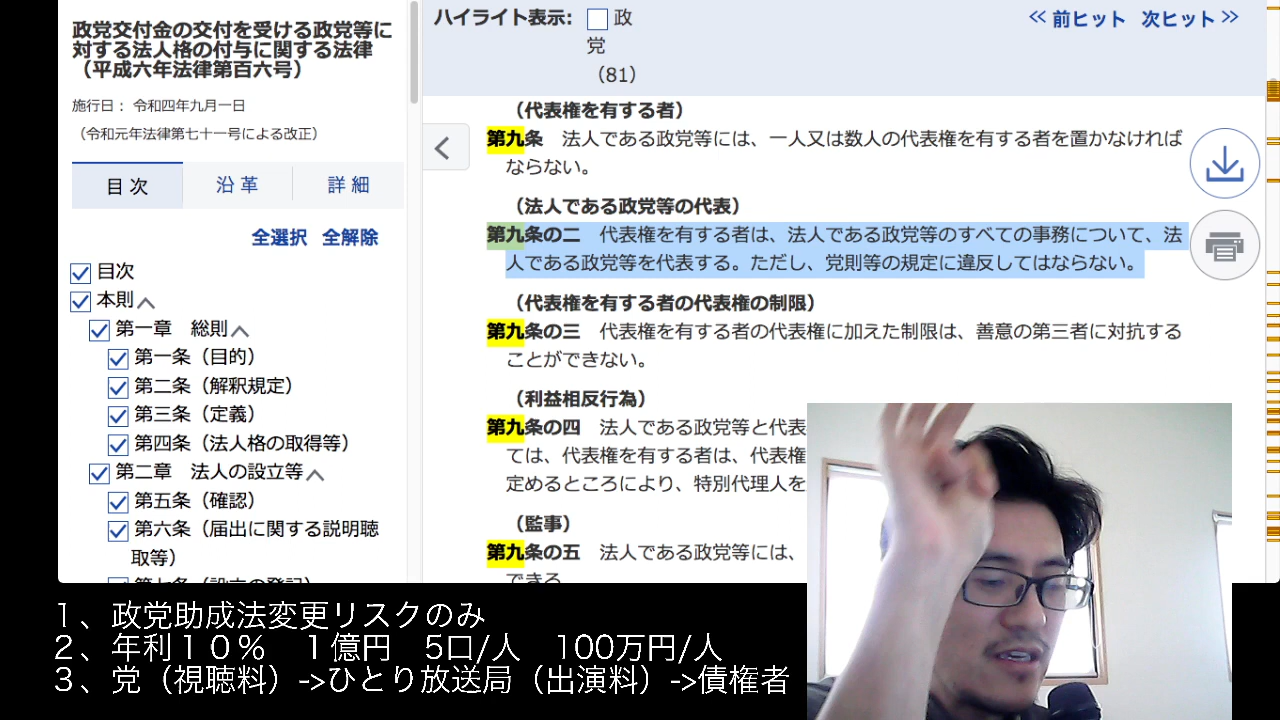 政党交付金の交付を受ける政党等に
対する法人格の付与に関する法律
（平成六年法律第百六号）
施行日： 令和四年九月一日
（令和元年法律第七十一号による改正）
目次
沿革
詳細
全選択 全解除
目次
本則
第一章 総則
第一条（目的）
第二条（解釈規定）
第三条（定義）
第四条（法人格の取得等）
第二章 法人の設立等
第五条（確認）
第六条（届出に関する説明聴
取等）
第七条（設立の登記）
ハイライト表示: 政
党
（81）
前ヒット 次ヒット
（代表権を有する者）
第九条 法人である政党等には、一人又は数人の代表権を有する者を置かなければ
ならない。
（法人である政党等の代表）
第九条の二 代表権を有する者は、法人である政党等のすべての事務について、法
人である政党等を代表する。ただし、党則等の規定に違反してはならない。
（代表権を有する者の代表権の制限）
第九条の三 代表権を有する者の代表権に加えた制限は、善意の第三者に対抗する
ことができない。
（利益相反行為）
第九条の四 法人である政党等と代表
ては、代表権を有する者は、代表権
定めるところにより、特別代理人を
（監事）
第九条の五 法人である政党等には、
できる
１、政党助成法変更リスクのみ
２、年利１０％ １億円 5口/人 100万円/人
３、党（視聴料）->ひとり放送局（出演料）->債権者